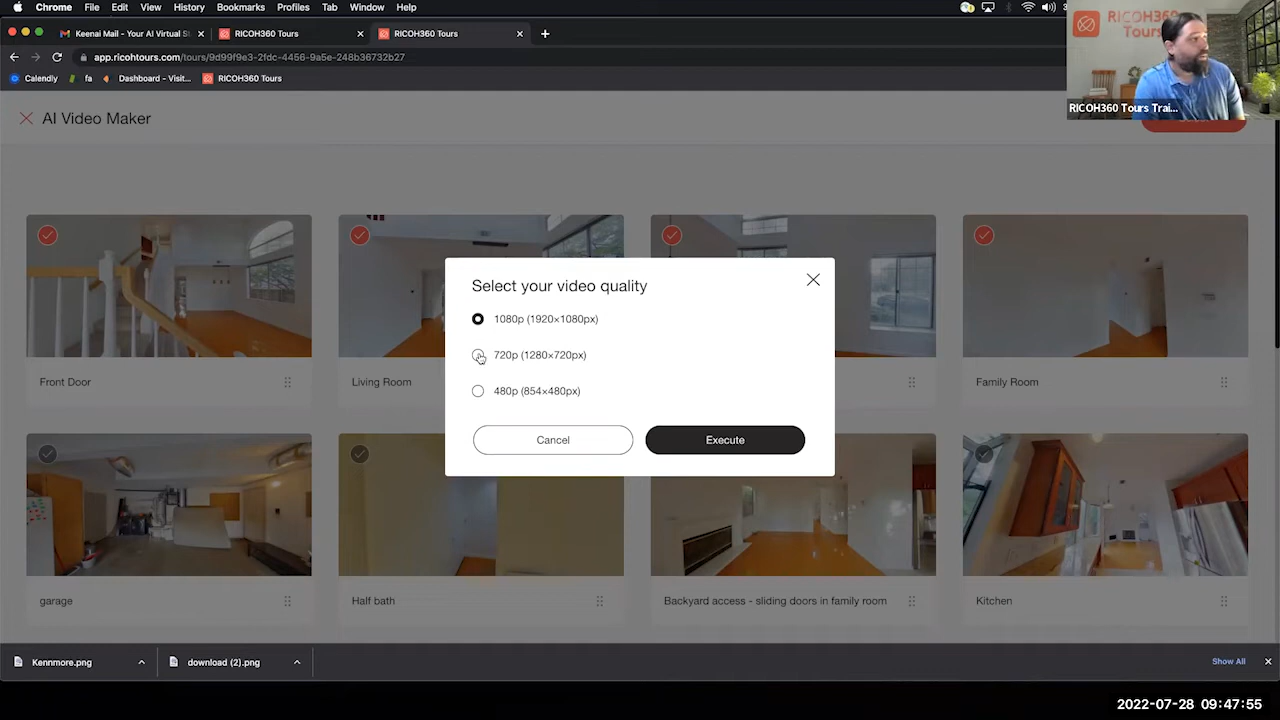 Chrome File Edit View History Bookmarks Profiles Tab Window Help
Keenai Mail - Your AI Virtual St
RICOH360 Tours
RICOH360 Tours
app.ricohtours.com/tours/9d99f9e3-2fdc-4456-9a5e-248b36732b27
Calendly
fa
Dashboard - Visit...
RICOH360 Tours
RICOH360
Tours
RICOH360 Tours Trai...
AI Video Maker
Select your video quality
1080p (1920×1080px)
720p (1280×720px)
480p (854×480px)
Cancel
Execute
Front Door
Living Room
Family Room
garage
Half bath
Backyard access - sliding doors in family room
Kitchen
Kennmore.png
download (2).png
Show All
2022-07-28 09:47:55